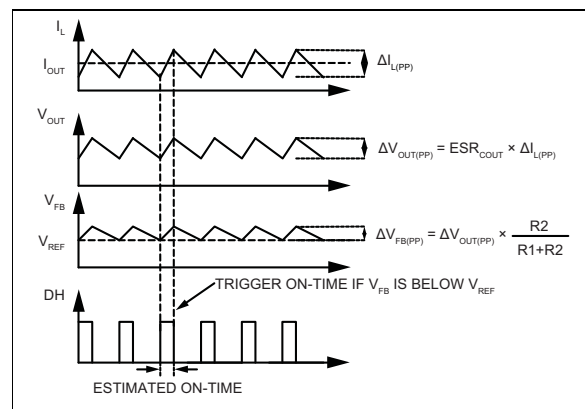 I_L
I_OUT
ΔI_L(PP)
V_OUT
ΔV_OUT(PP) = ESR_COUT × ΔI_L(PP)
V_FB
V_REF
ΔV_FB(PP) = ΔV_OUT(PP) × R2
R1+R2
TRIGGER ON-TIME IF V_FB IS BELOW V_REF
DH
ESTIMATED ON-TIME